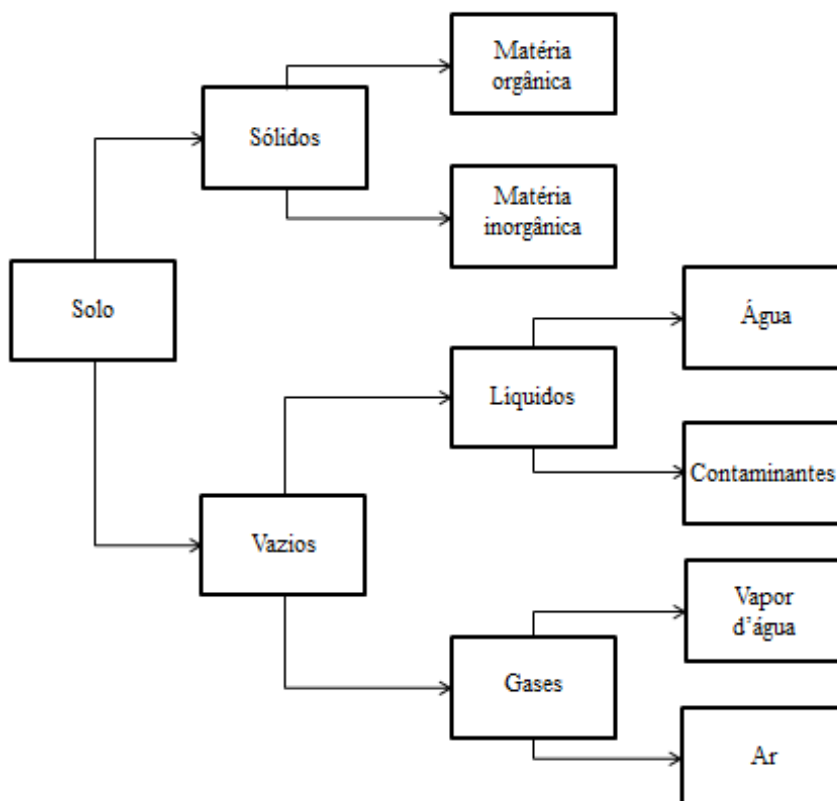 Matéria
orgânica
Sólidos
Matéria
inorgânica
Solo
Água
Líquidos
Contaminantes
Vazios
Vapor
d'água
Gases
Ar